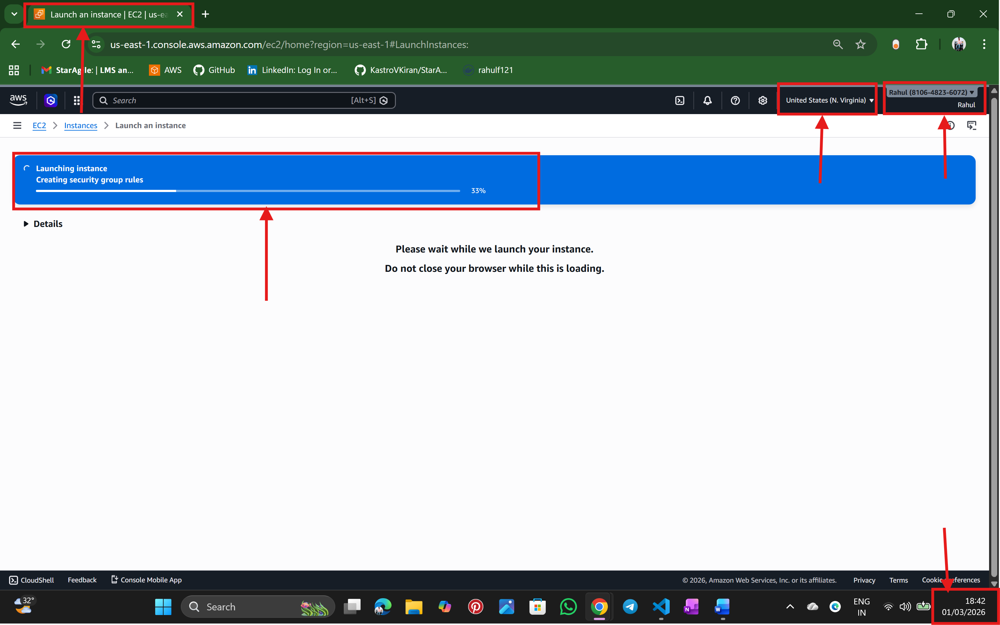 Launch an instance | EC2 | us-ea
us-east-1.console.aws.amazon.com/ec2/home?region=us-east-1#LaunchInstances:
StarAgile: | LMS an...
AWS
GitHub
LinkedIn: Log In or...
KastroVKiran/StarA...
rahulf121
aws
Search
[Alt+S]
United States (N. Virginia)
Rahul (8106-4823-6072)
Rahul
EC2
Instances
Launch an instance
Launching instance
Creating security group rules
33%
Details
Please wait while we launch your instance.
Do not close your browser while this is loading.
CloudShell
Feedback
Console Mobile App
© 2026, Amazon Web Services, Inc. or its affiliates.
Privacy
Terms
Cookie preferences
32°
Search
ENG
IN
18:42
01/03/2026